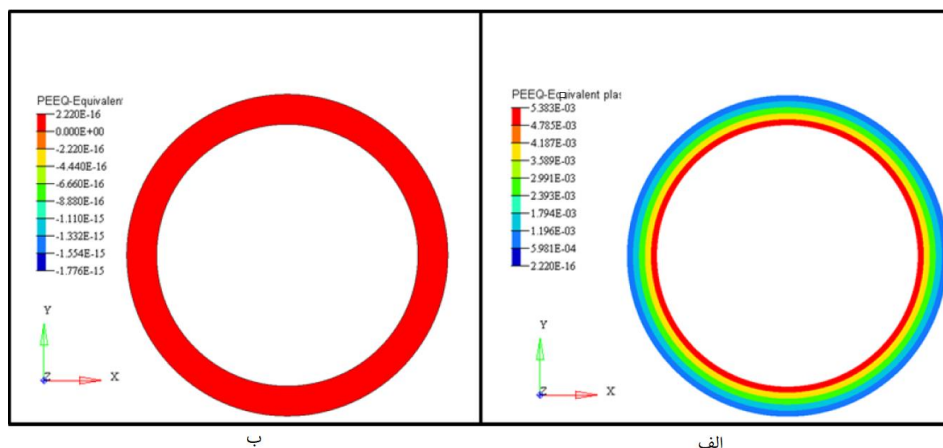 PEEQ-Equivalent
2.220E-16
0.000E+00
-2.220E-16
-4.440E-16
-6.660E-16
-8.880E-16
-1.110E-15
-1.332E-15
-1.554E-15
-1.776E-15
Y
Z
X
PEEQ-Equivalent plas
5.383E-03
4.785E-03
4.187E-03
3.589E-03
2.991E-03
2.393E-03
1.794E-03
1.196E-03
5.981E-04
2.220E-16
Y
Z
X
ب
الف